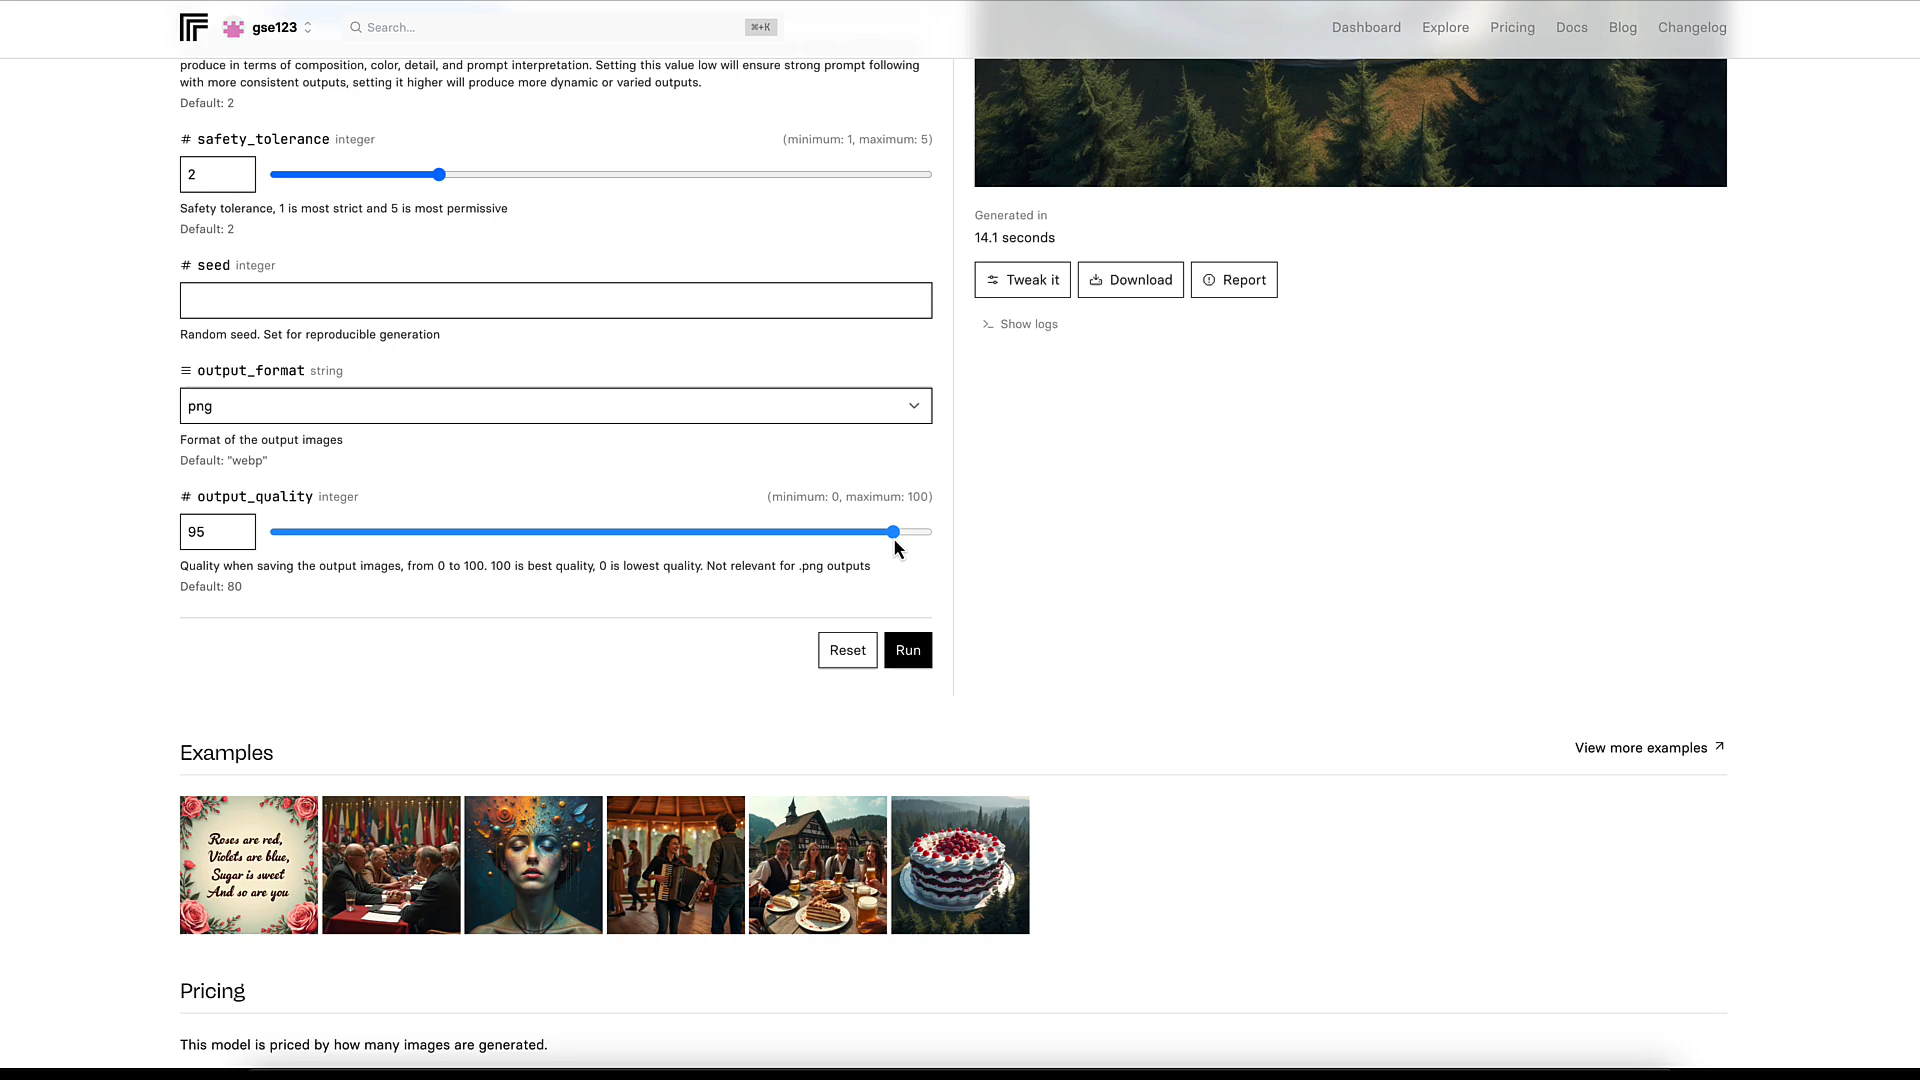 gse123
Search...
⌘+K
Dashboard
Explore
Pricing
Docs
Blog
Changelog
produce in terms of composition, color, detail, and prompt interpretation. Setting this value low will ensure strong prompt following
with more consistent outputs, setting it higher will produce more dynamic or varied outputs.
Default: 2
# safety_tolerance integer
(minimum: 1, maximum: 5)
2
Safety tolerance, 1 is most strict and 5 is most permissive
Default: 2
# seed integer
Random seed. Set for reproducible generation
output_format string
png
Format of the output images
Default: "webp"
# output_quality integer
(minimum: 0, maximum: 100)
95
Quality when saving the output images, from 0 to 100. 100 is best quality, 0 is lowest quality. Not relevant for .png outputs
Default: 80
Reset
Run
Generated in
14.1 seconds
Tweak it
Download
Report
Show logs
Examples
View more examples
Roses are red,
Violets are blue,
Sugar is sweet
And so are you
Pricing
This model is priced by how many images are generated.